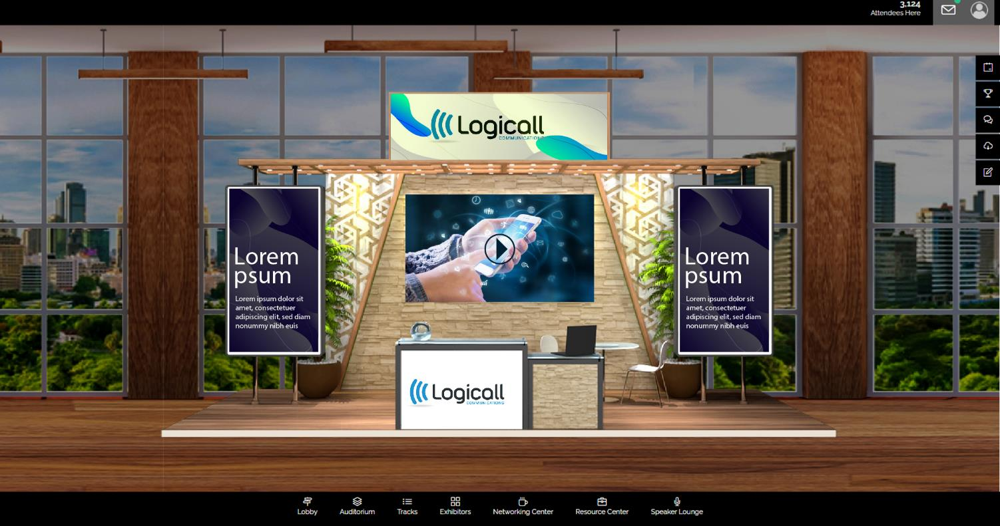 3,124
Attendees Here
Logicall
COMMUNICATIONS
Lorem
psum
Lorem ipsum dolor sit
amet, consectetuer
adipiscing elit, sed diam
nonummy nibh euis
Lorem
psum
Lorem ipsum dolor sit
amet, consectetuer
adipiscing elit, sed diam
nonummy nibh euis
Logicall
COMMUNICATIONS
Lobby
Auditorium
Tracks
Exhibitors
Networking Center
Resource Center
Speaker Lounge